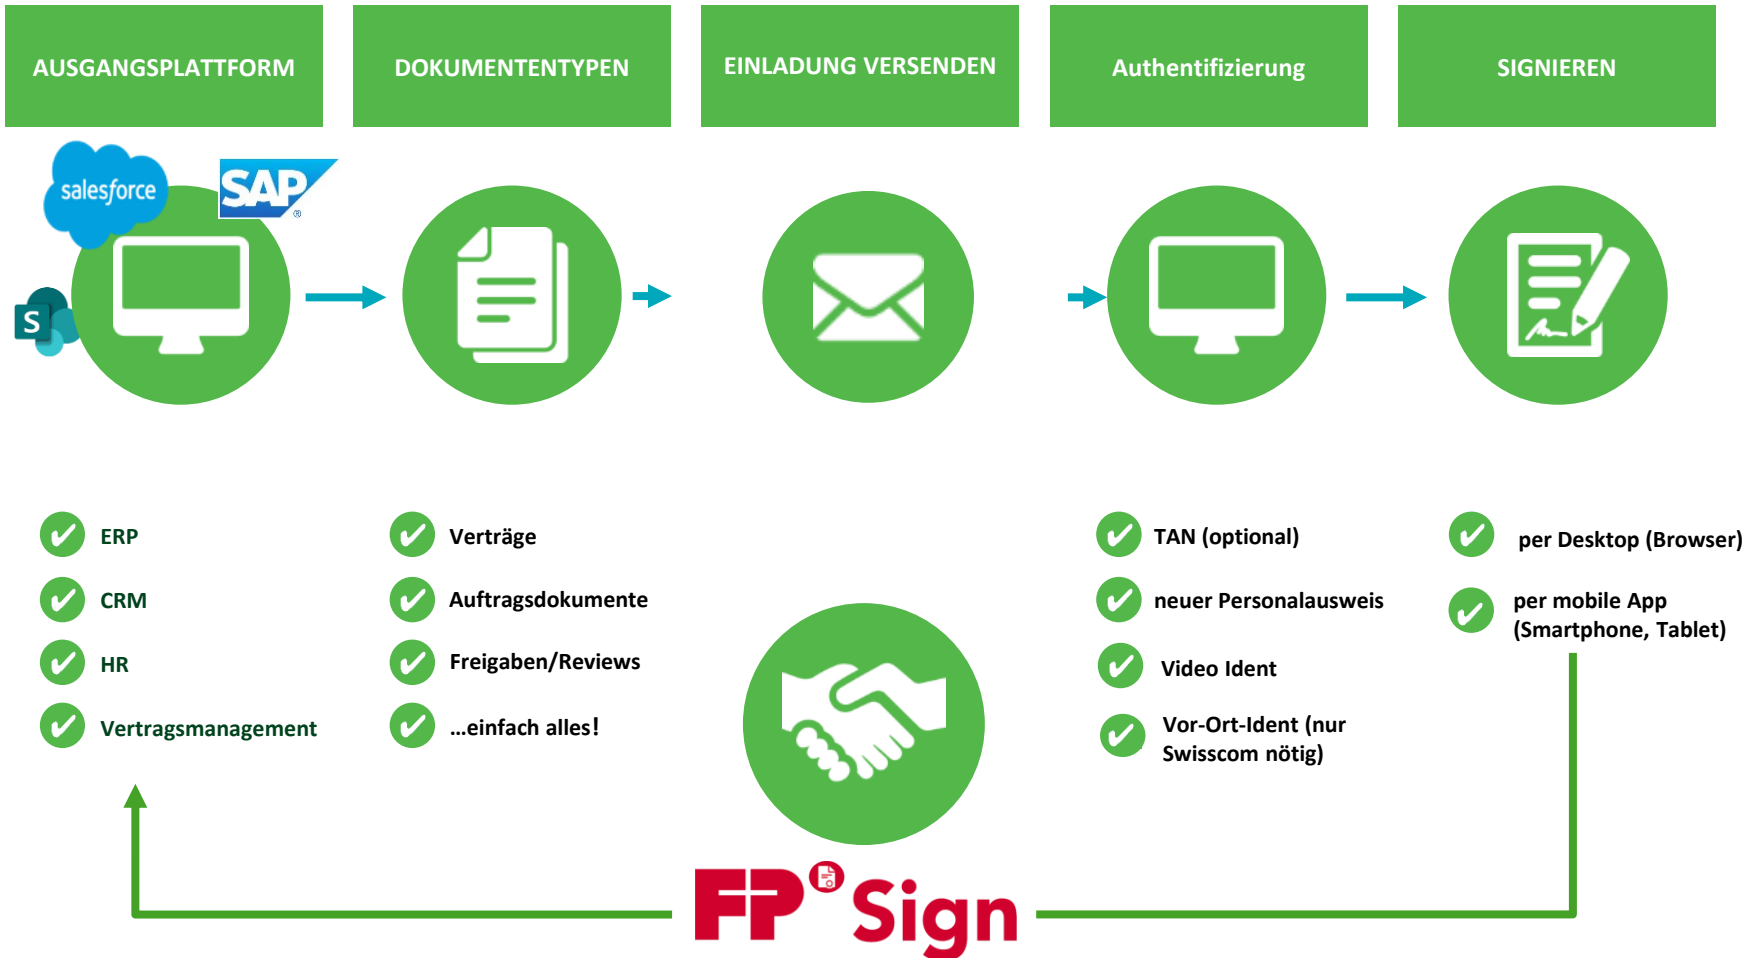 AUSGANGSPLATTFORM
DOKUMENTENTYPEN
EINLADUNG VERSENDEN
Authentifizierung
SIGNIEREN
salesforce
SAP
®
S
ERP
CRM
HR
Vertragsmanagement
Verträge
Auftragsdokumente
Freigaben/Reviews
...einfach alles!
TAN (optional)
neuer Personalausweis
Video Ident
Vor-Ort-Ident (nur
Swisscom nötig)
per Desktop (Browser)
per mobile App
(Smartphone, Tablet)
FP Sign